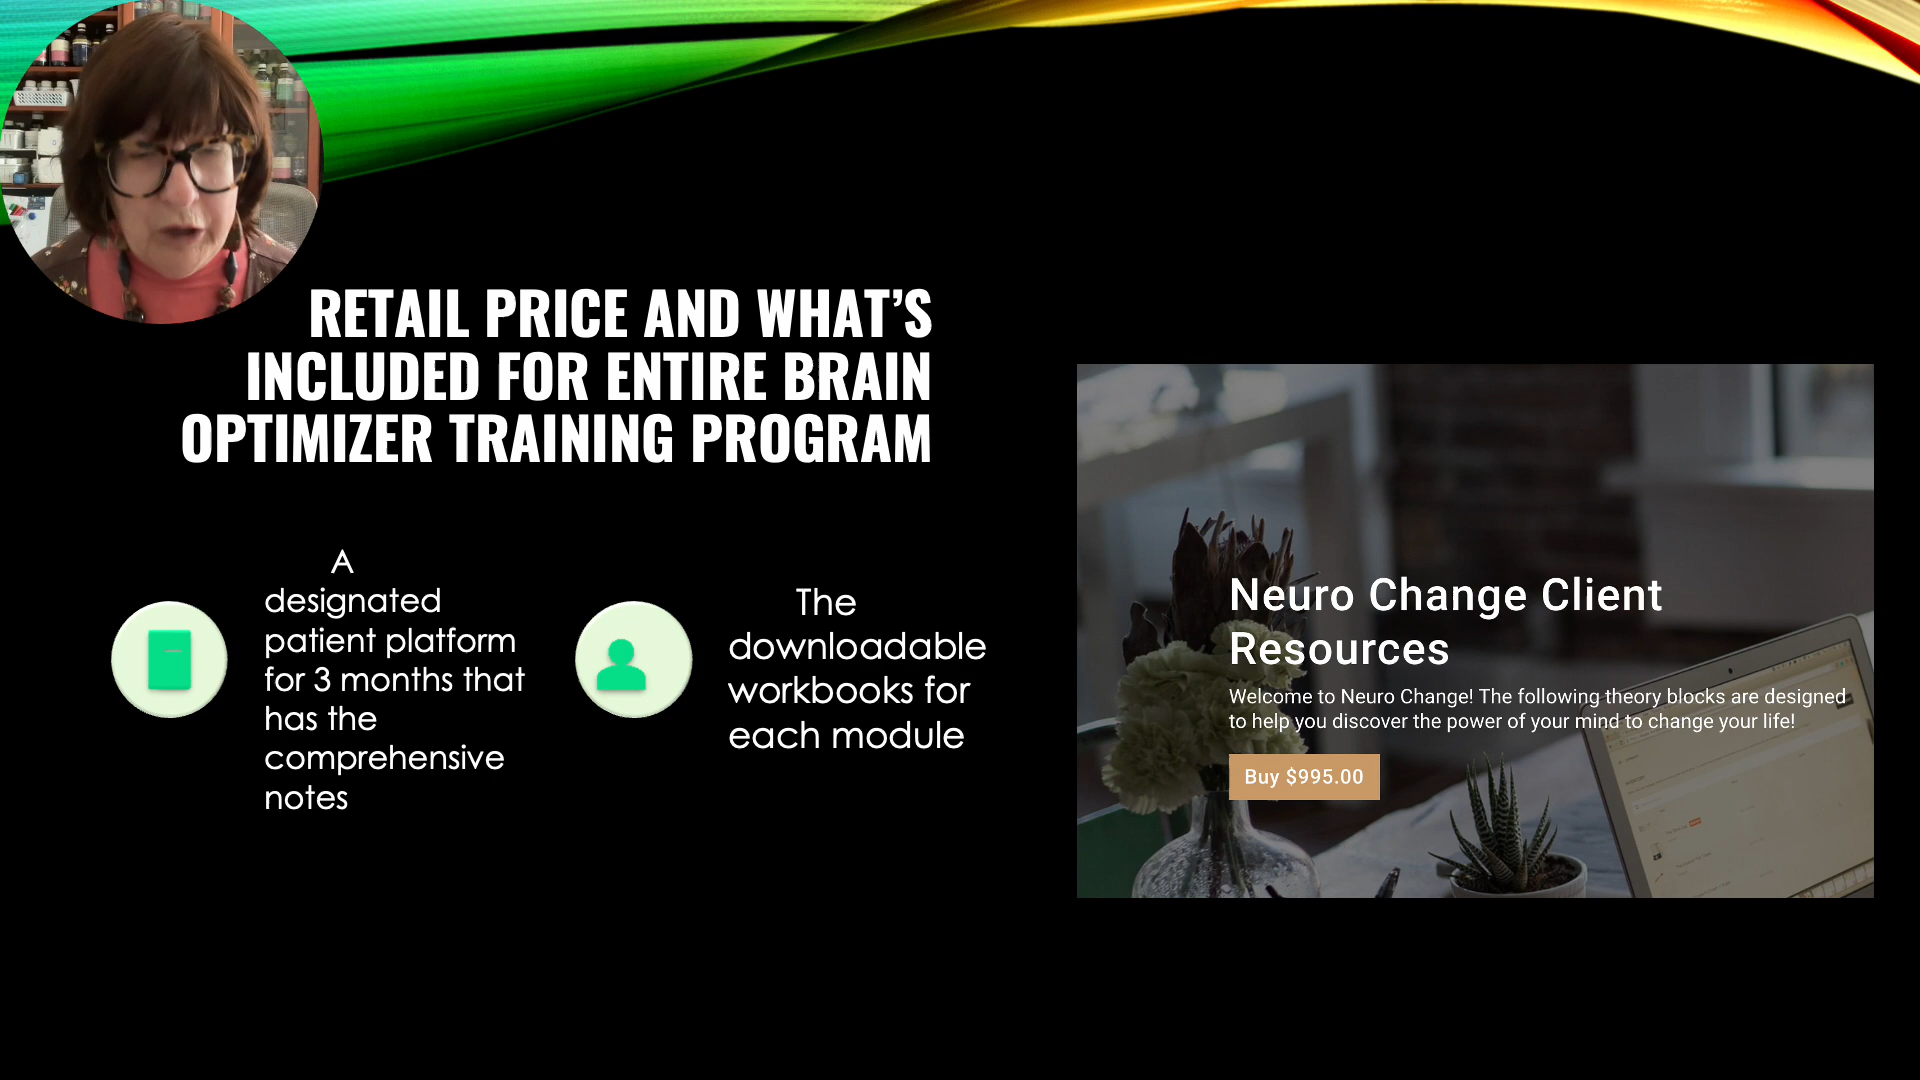 RETAIL PRICE AND WHAT’S
INCLUDED FOR ENTIRE BRAIN
OPTIMIZER TRAINING PROGRAM
A
designated
patient platform
for 3 months that
has the
comprehensive
notes
The
downloadable
workbooks for
each module
Neuro Change Client
Resources
Welcome to Neuro Change! The following theory blocks are designed
to help you discover the power of your mind to change your life!
Buy $995.00